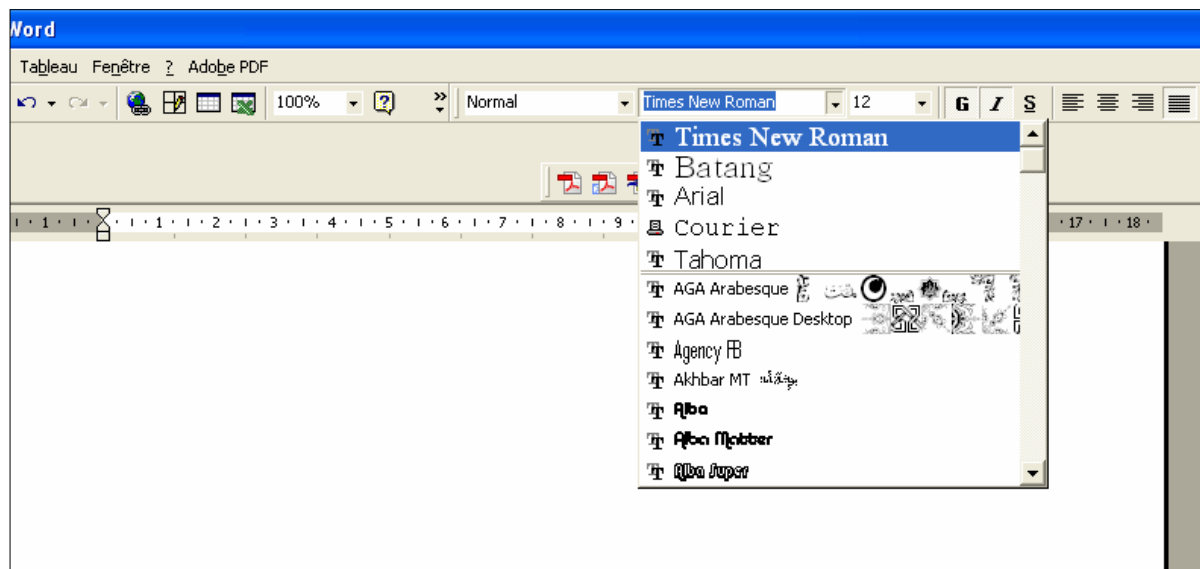 Word
Tableau Fenêtre ? Adobe PDF
100% Normal Times New Roman 12 G I S
Times New Roman
Batang
Arial
Courier
Tahoma
AGA Arabesque
AGA Arabesque Desktop
Agency FB
Akhbar MT
Alba
Alba Matter
Alba Super
1 1 2 3 4 5 6 7 8 9 17 18